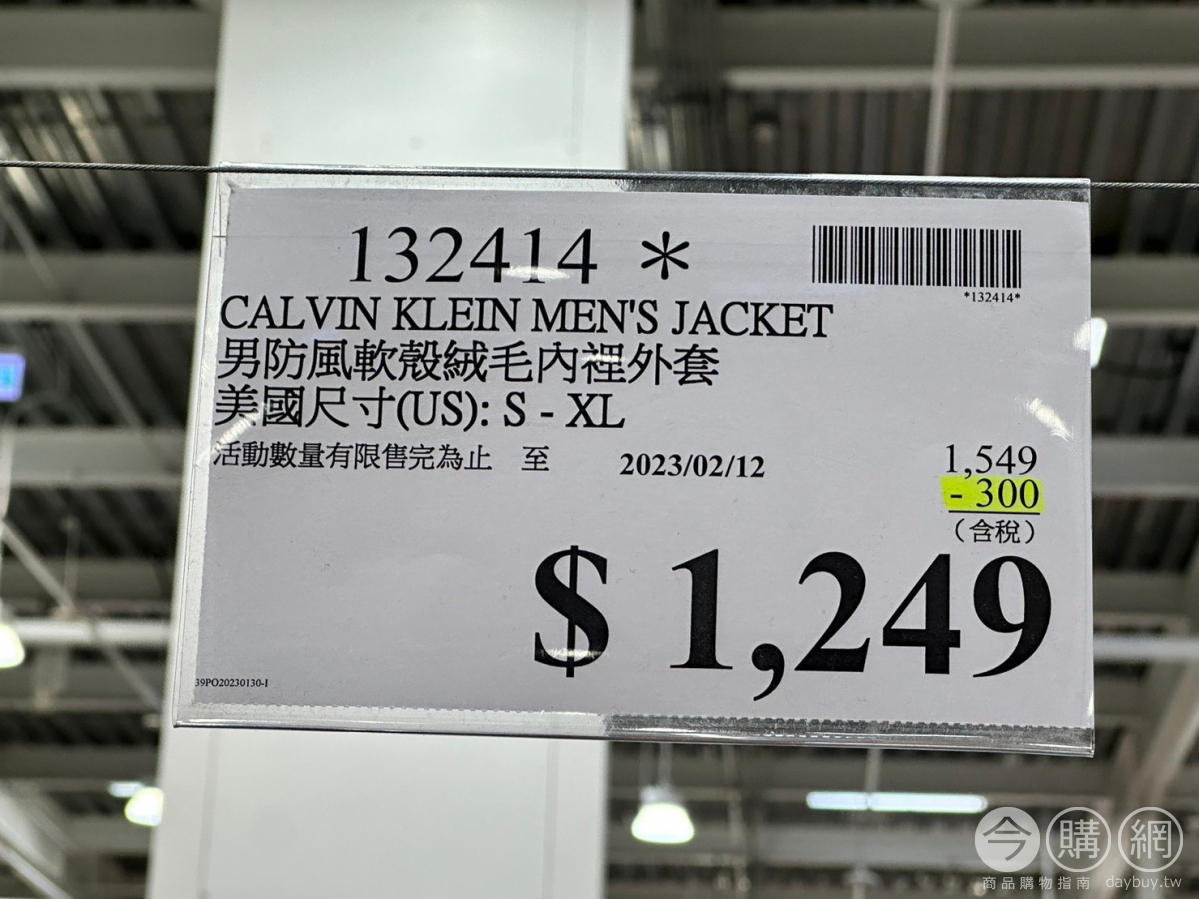 132414 *
*132414*
CALVIN KLEIN MEN'S JACKET
男防風軟殼絨毛內裡外套
美國尺寸(US): S - XL
活動數量有限售完為止 至 2023/02/12
1,549
- 300
(含稅)
$ 1,249
39PO20230130-I
今購網
商品購物指南 daybuy.tw